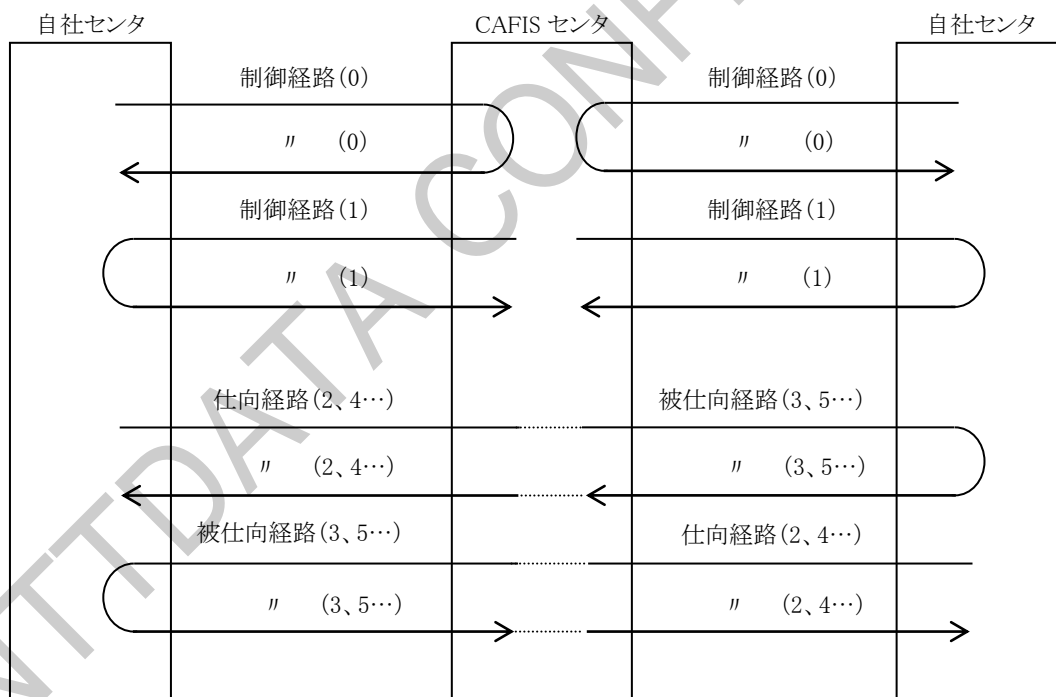 自社センタ CAFIS センタ 自社センタ
制御経路(0) 制御経路(0)
〃 (0) 〃 (0)
制御経路(1) 制御経路(1)
〃 (1) 〃 (1)
仕向経路(2、4…) 被仕向経路(3、5…)
〃 (2、4…) 〃 (3、5…)
被仕向経路(3、5…) 仕向経路(2、4…)
〃 (3、5…) 〃 (2、4…)
NTTDATA CONF